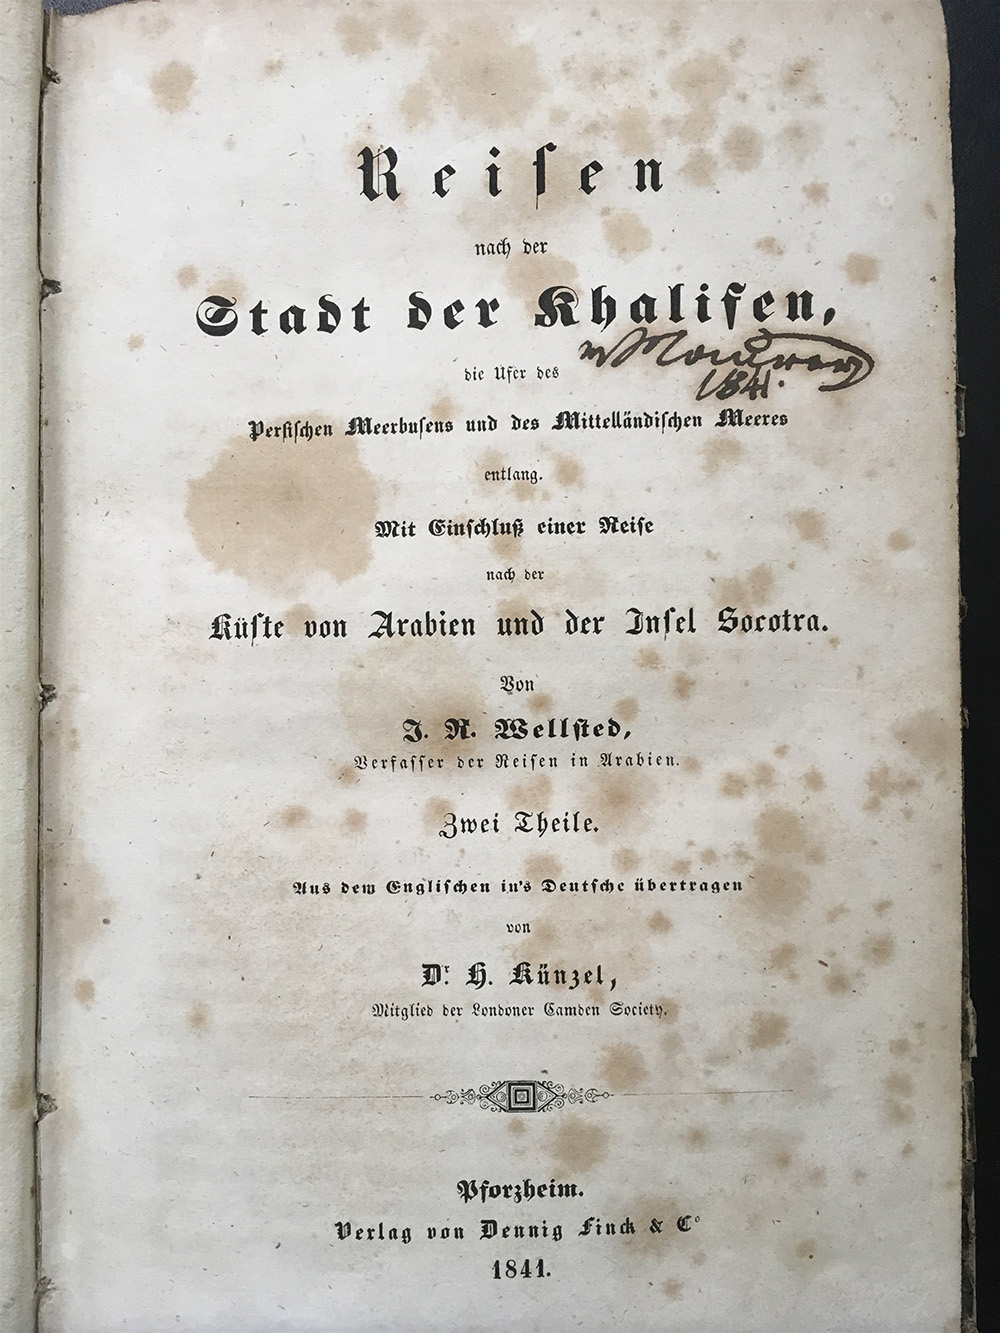 Reiſen
nach der
Stadt der Khalifen,
1841.
die Ufer des
Perſiſchen Meerbuſens und des Mittelländiſchen Meeres
entlang.
Mit Einſchluß einer Reiſe
nach der
Küſte von Arabien und der Inſel Socotra.
Von
J. R. Wellſted,
Verfaſſer der Reiſen in Arabien.
Zwei Theile.
Aus dem Engliſchen in's Deutſche übertragen
von
Dr. H. Künzel,
Mitglied der Londoner Camden Society.
Pforzheim.
Verlag von Dennig Finck & Co
1841.